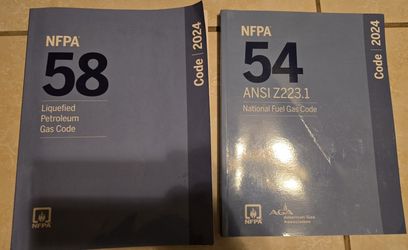 NFPA
58
Liquefied
Petroleum
Gas Code
Code | 2024
NFPA
NFPA
54
ANSI Z223.1
National Fuel Gas Code
Code | 2024
NFPA
AGA
American Gas
Association